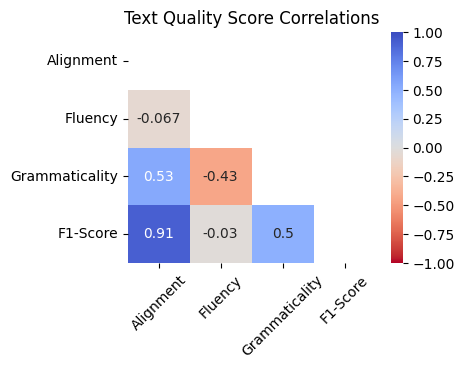 Text Quality Score Correlations
Alignment
Fluency
Grammaticality
F1-Score
-0.067
0.53 -0.43
0.91 -0.03 0.5
Alignment
Fluency
Grammaticality
F1-Score
1.00
0.75
0.50
0.25
0.00
−0.25
−0.50
−0.75
−1.00